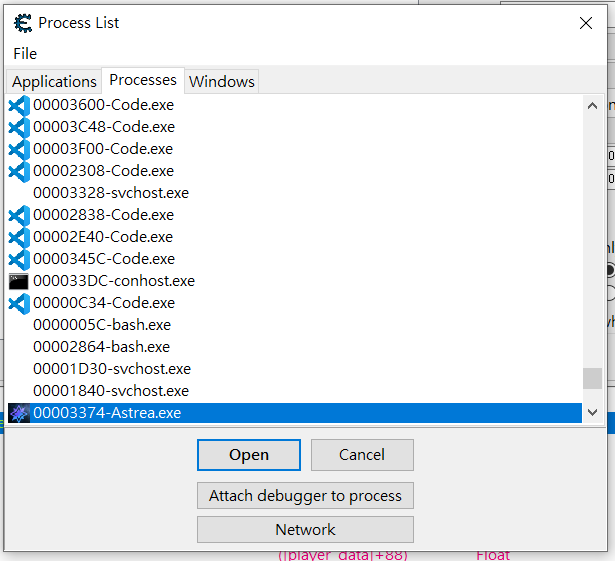 Process List
File
Applications Processes Windows
00003600-Code.exe
00003C48-Code.exe
00003F00-Code.exe
00002308-Code.exe
00003328-svchost.exe
00002838-Code.exe
00002E40-Code.exe
0000345C-Code.exe
000033DC-conhost.exe
00000C34-Code.exe
0000005C-bash.exe
00002864-bash.exe
00001D30-svchost.exe
00001840-svchost.exe
00003374-Astrea.exe
Open Cancel
Attach debugger to process
Network
([player_data]+88) Float